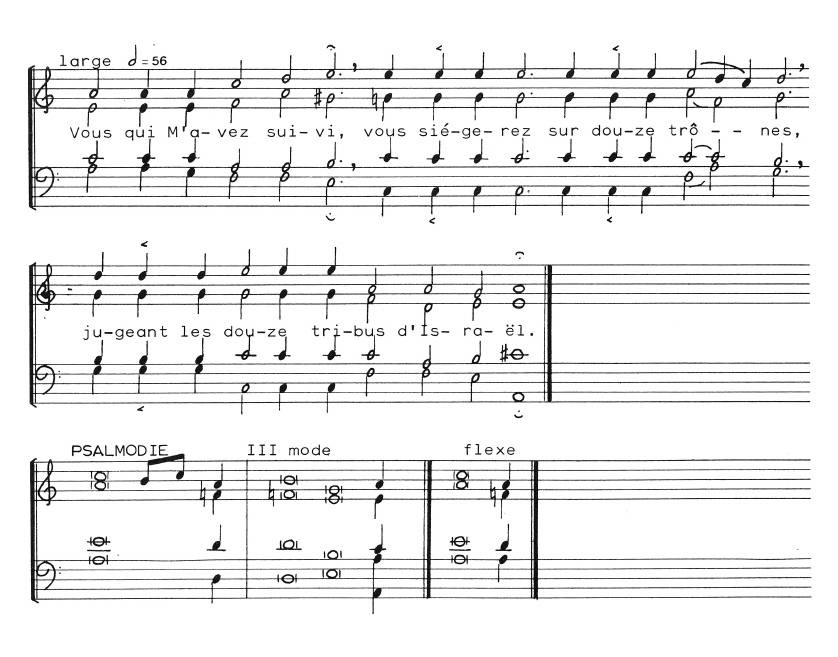 large 𝅗𝅥 = 56
Vous qui M'a-vez sui-vi, vous sié-ge-rez sur dou-ze trô - - nes,
ju-geant les dou-ze tri-bus d'Is- ra- ël.
PSALMODIE III mode flexe